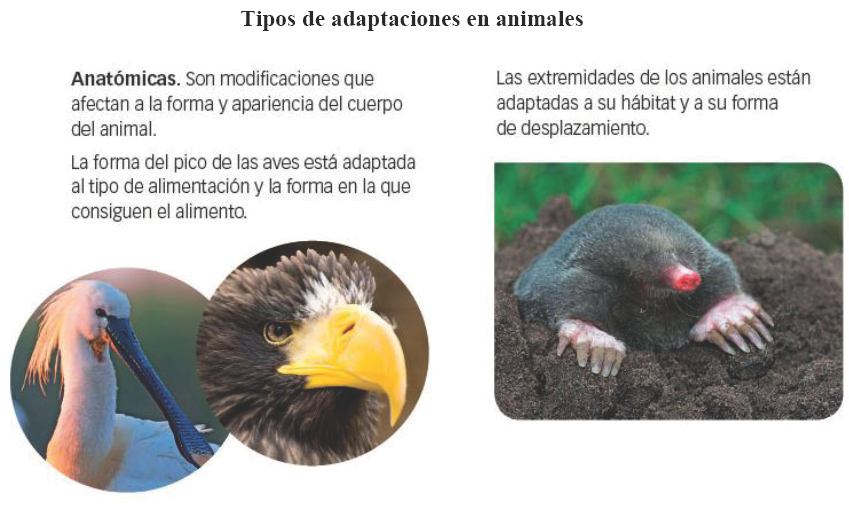 Tipos de adaptaciones en animales
Anatómicas. Son modificaciones que
afectan a la forma y apariencia del cuerpo
del animal.
La forma del pico de las aves está adaptada
al tipo de alimentación y la forma en la que
consiguen el alimento.
Las extremidades de los animales están
adaptadas a su hábitat y a su forma
de desplazamiento.